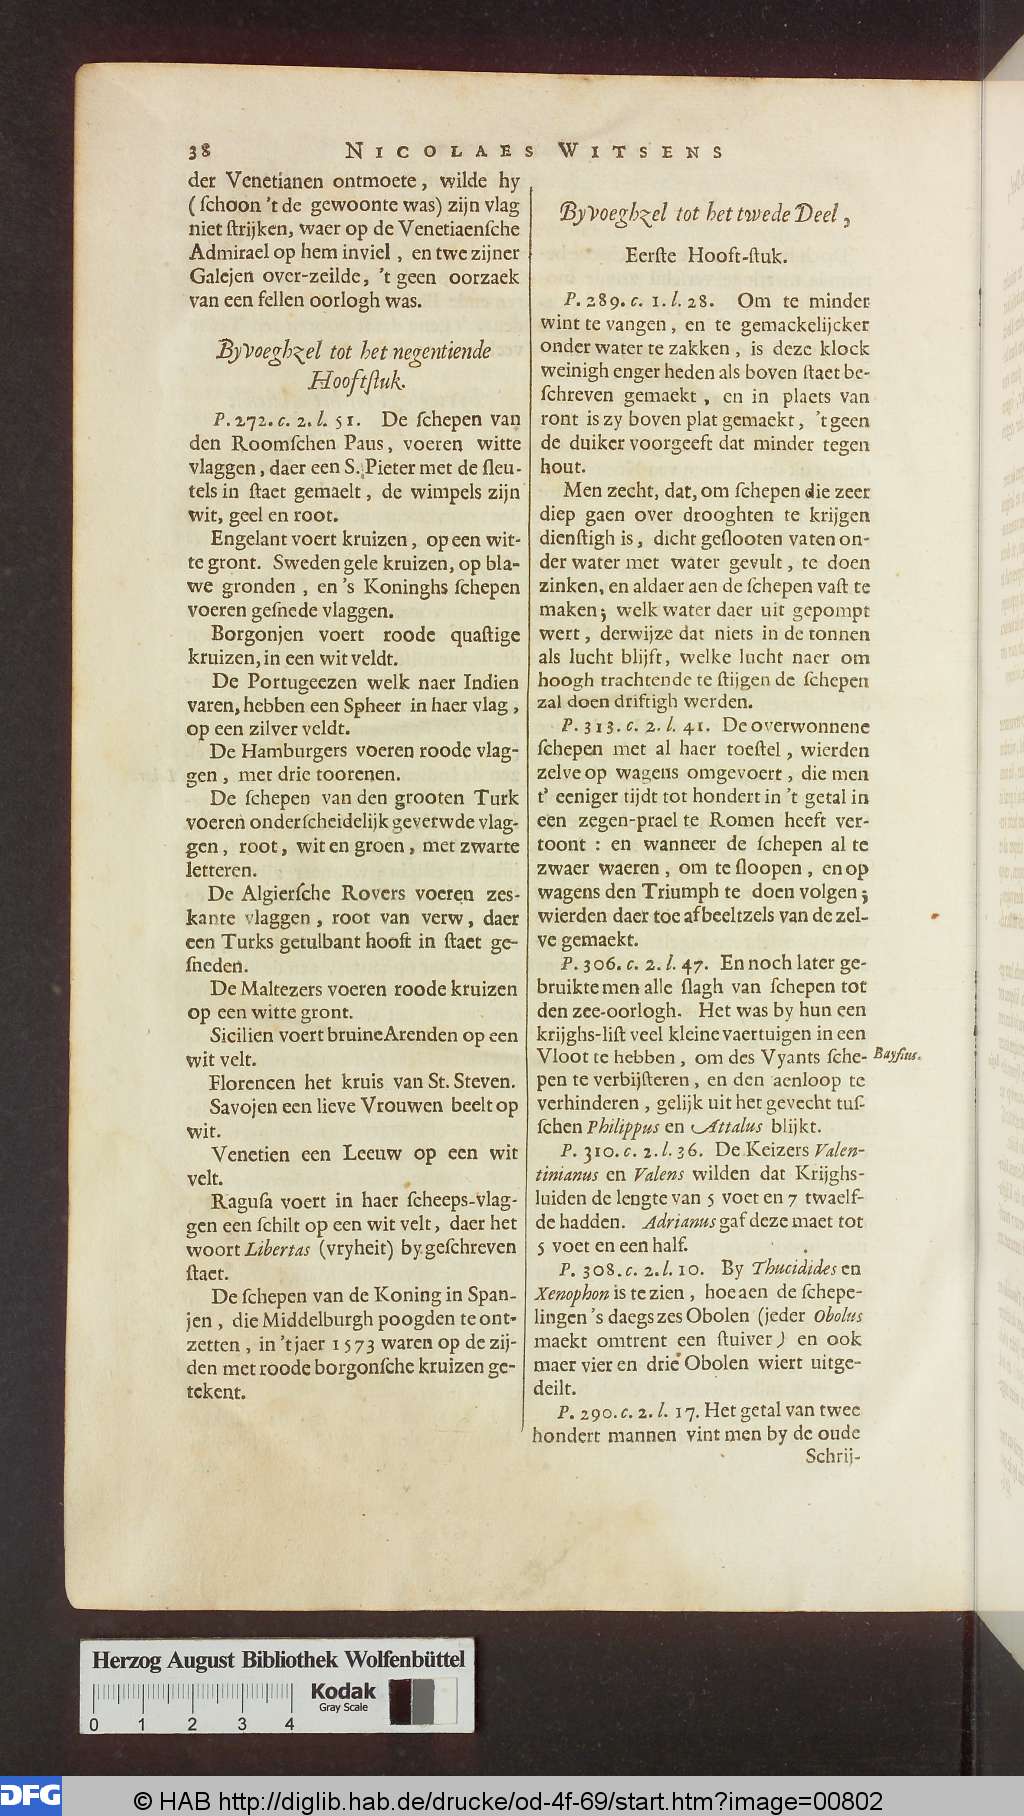 38 NICOLAES WITSENS
der Venetianen ontmoete, wilde hy
(ſchoon 't de gewoonte was) zijn vlag
niet ſtrijken, waer op de Venetiaenſche
Admirael op hem inviel, en twe zijner
Galejen over-zeilde, 't geen oorzaek
van een fellen oorlogh was.
Byvoeghzel tot het negentiende
Hooftſtuk.
P. 272. c. 2. l. 51. De ſchepen van
den Roomſchen Paus, voeren witte
vlaggen, daer een S. Pieter met de ſleu-
tels in ſtaet gemaelt, de wimpels zijn
wit, geel en root.
Engelant voert kruizen, op een wit-
te gront. Sweden gele kruizen, op bla-
we gronden, en 's Koninghs ſchepen
voeren geſnede vlaggen.
Borgonjen voert roode quaſtige
kruizen, in een wit veldt.
De Portugeezen welk naer Indien
varen, hebben een Spheer in haer vlag,
op een zilver veldt.
De Hamburgers voeren roode vlag-
gen, met drie toorenen.
De ſchepen van den grooten Turk
voeren onderſcheidelijk geverwde vlag-
gen, root, wit en groen, met zwarte
letteren.
De Algierſche Rovers voeren zes-
kante vlaggen, root van verw, daer
een Turks getulbant hooft in ſtaet ge-
ſneden.
De Maltezers voeren roode kruizen
op een witte gront.
Sicilien voert bruine Arenden op een
wit velt.
Florencen het kruis van St. Steven.
Savojen een lieve Vrouwen beelt op
wit.
Venetien een Leeuw op een wit
velt.
Raguſa voert in haer ſcheeps-vlag-
gen een ſchilt op een wit velt, daer het
woort Libertas (vryheit) by geſchreven
ſtaet.
De ſchepen van de Koning in Span-
jen, die Middelburgh poogden te ont-
zetten, in 't jaer 1573 waren op de zij-
den met roode borgonſche kruizen ge-
tekent.
Byvoeghzel tot het twede Deel,
Eerſte Hooft-ſtuk.
P. 289. c. 1. l. 28. Om te minder
wint te vangen, en te gemackelijcker
onder water te zakken, is deze klock
weinigh enger heden als boven ſtaet be-
ſchreven gemaekt, en in plaets van
ront is zy boven plat gemaekt, 't geen
de duiker voorgeeft dat minder tegen
hout.
Men zecht, dat, om ſchepen die zeer
diep gaen over drooghten te krijgen
dienſtigh is, dicht geſlooten vaten on-
der water met water gevult, te doen
zinken, en aldaer aen de ſchepen vaſt te
maken; welk water daer uit gepompt
wert, derwijze dat niets in de tonnen
als lucht blijft, welke lucht naer om
hoogh trachtende te ſtijgen de ſchepen
zal doen driftigh werden.
P. 313. c. 2. l. 41. De overwonnene
ſchepen met al haer toeſtel, wierden
zelve op wagens omgevoert, die men
t' eeniger tijdt tot hondert in 't getal in
een zegen-prael te Romen heeft ver-
toont: en wanneer de ſchepen al te
zwaer waeren, om te ſloopen, en op
wagens den Triumph te doen volgen;
wierden daer toe afbeeltzels van de zel-
ve gemaekt.
P. 306. c. 2. l. 47. En noch later ge-
bruikte men alle ſlagh van ſchepen tot
den zee-oorlogh. Het was by hun een
krijghs-liſt veel kleine vaertuigen in een
Vloot te hebben, om des Vyants ſche-
pen te verbijſteren, en den aenloop te
verhinderen, gelijk uit het gevecht tuſ-
ſchen Philippus en Attalus blijkt.
Bayſius.
P. 310. c. 2. l. 36. De Keizers Valen-
tinianus en Valens wilden dat Krijghs-
luiden de lengte van 5 voet en 7 twaelf-
de hadden. Adrianus gaf deze maet tot
5 voet en een half.
P. 308. c. 2. l. 10. By Thucidides en
Xenophon is te zien, hoe aen de ſchepe-
lingen 's daegs zes Obolen (jeder Obolus
maekt omtrent een ſtuiver) en ook
maer vier en drie Obolen wiert uitge-
deilt.
P. 290. c. 2. l. 17. Het getal van twee
hondert mannen vint men by de oude
Schrij-
Herzog August Bibliothek Wolfenbüttel
Kodak
Gray Scale
0 1 2 3 4
DFG
© HAB http://diglib.hab.de/drucke/od-4f-69/start.htm?image=00802